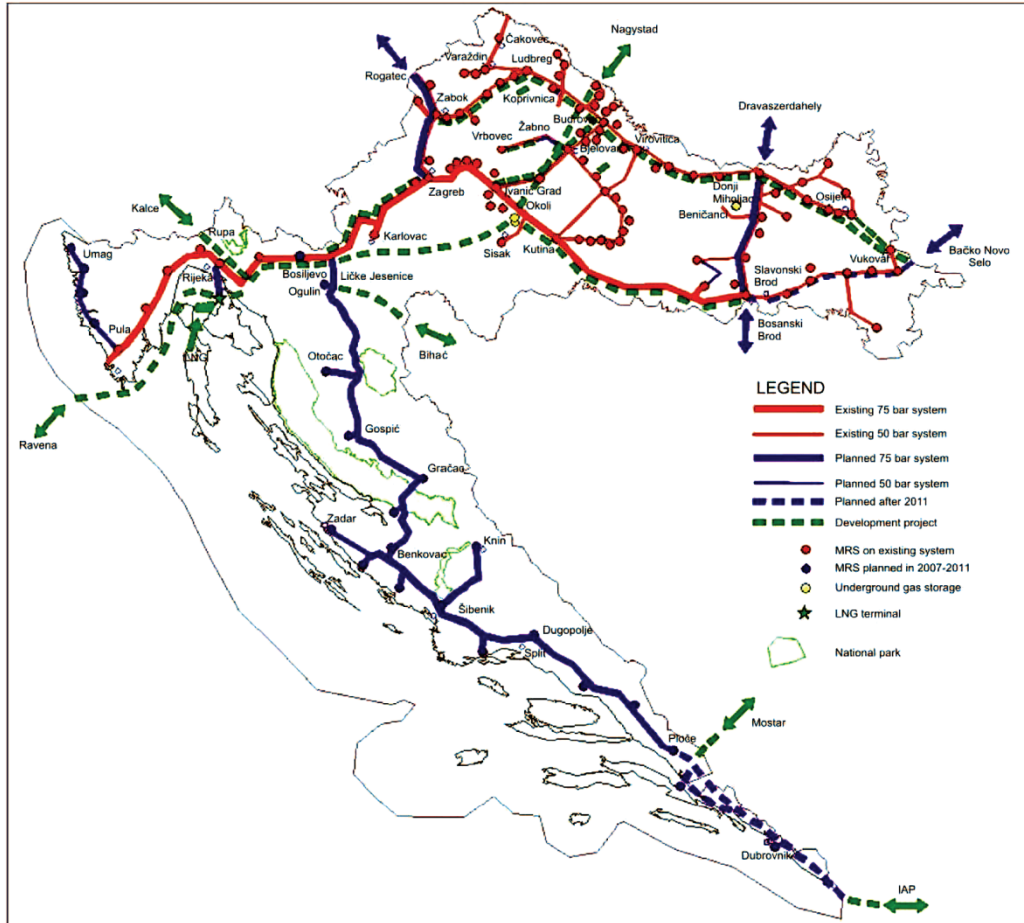 Nagystad
Čakovec
Varaždin
Ludbreg
Rogatec
Zabok
Koprivnica
Dravaszerdahely
Budrovac
Žabno
Vrbovec
Virovitica
Bjelovar
Zagreb
Ivanić Grad
Donji
Miholjac
Osijek
Okoli
Beničanci
Kalce
Rupa
Karlovac
Umag
Sisak
Kutina
Vukovar
Bačko Novo
Selo
Rijeka
Bosiljevo
Ličke Jesenice
Slavonski
Brod
Ogulin
Pula
Bosanski
Brod
LNG
Bihać
Otočac
LEGEND
Existing 75 bar system
Ravena
Existing 50 bar system
Gospić
Planned 75 bar system
Gračac
Planned 50 bar system
Planned after 2011
Zadar
Development project
Knin
Benkovac
MRS on existing system
MRS planned in 2007-2011
Underground gas storage
Šibenik
LNG terminal
Dugopolje
Split
National park
Mostar
Ploče
Dubrovnik
IAP